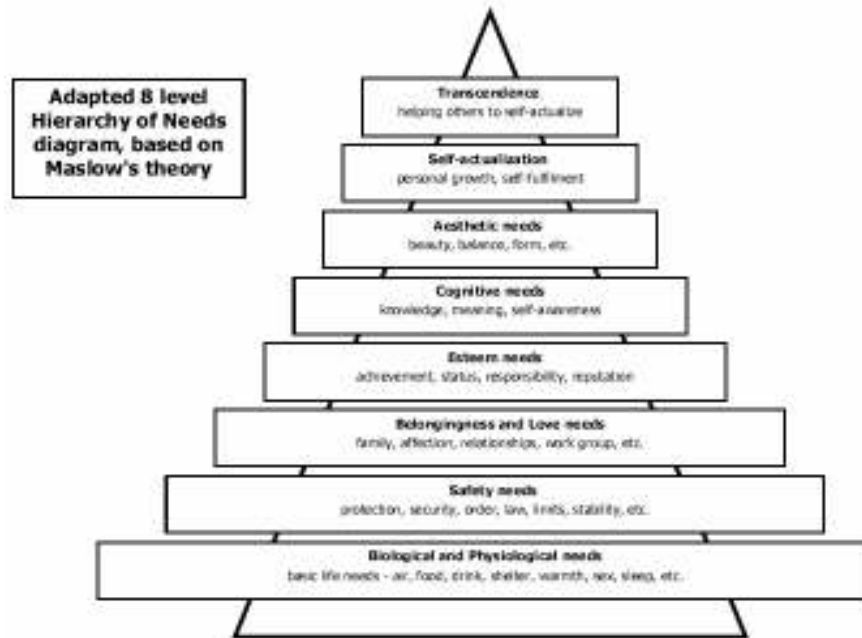 Adapted 8 level
Hierarchy of Needs
diagram, based on
Maslow's theory
Transcendence
helping others to self-actualize
Self-actualization
personal growth, self-fulfilment
Aesthetic needs
beauty, balance, form, etc.
Cognitive needs
knowledge, meaning, self-awareness
Esteem needs
achievement, status, responsibility, reputation
Belongingness and Love needs
family, affection, relationships, work group, etc.
Safety needs
protection, security, order, law, limits, stability, etc.
Biological and Physiological needs
basic life needs - air, food, drink, shelter, warmth, sex, sleep, etc.